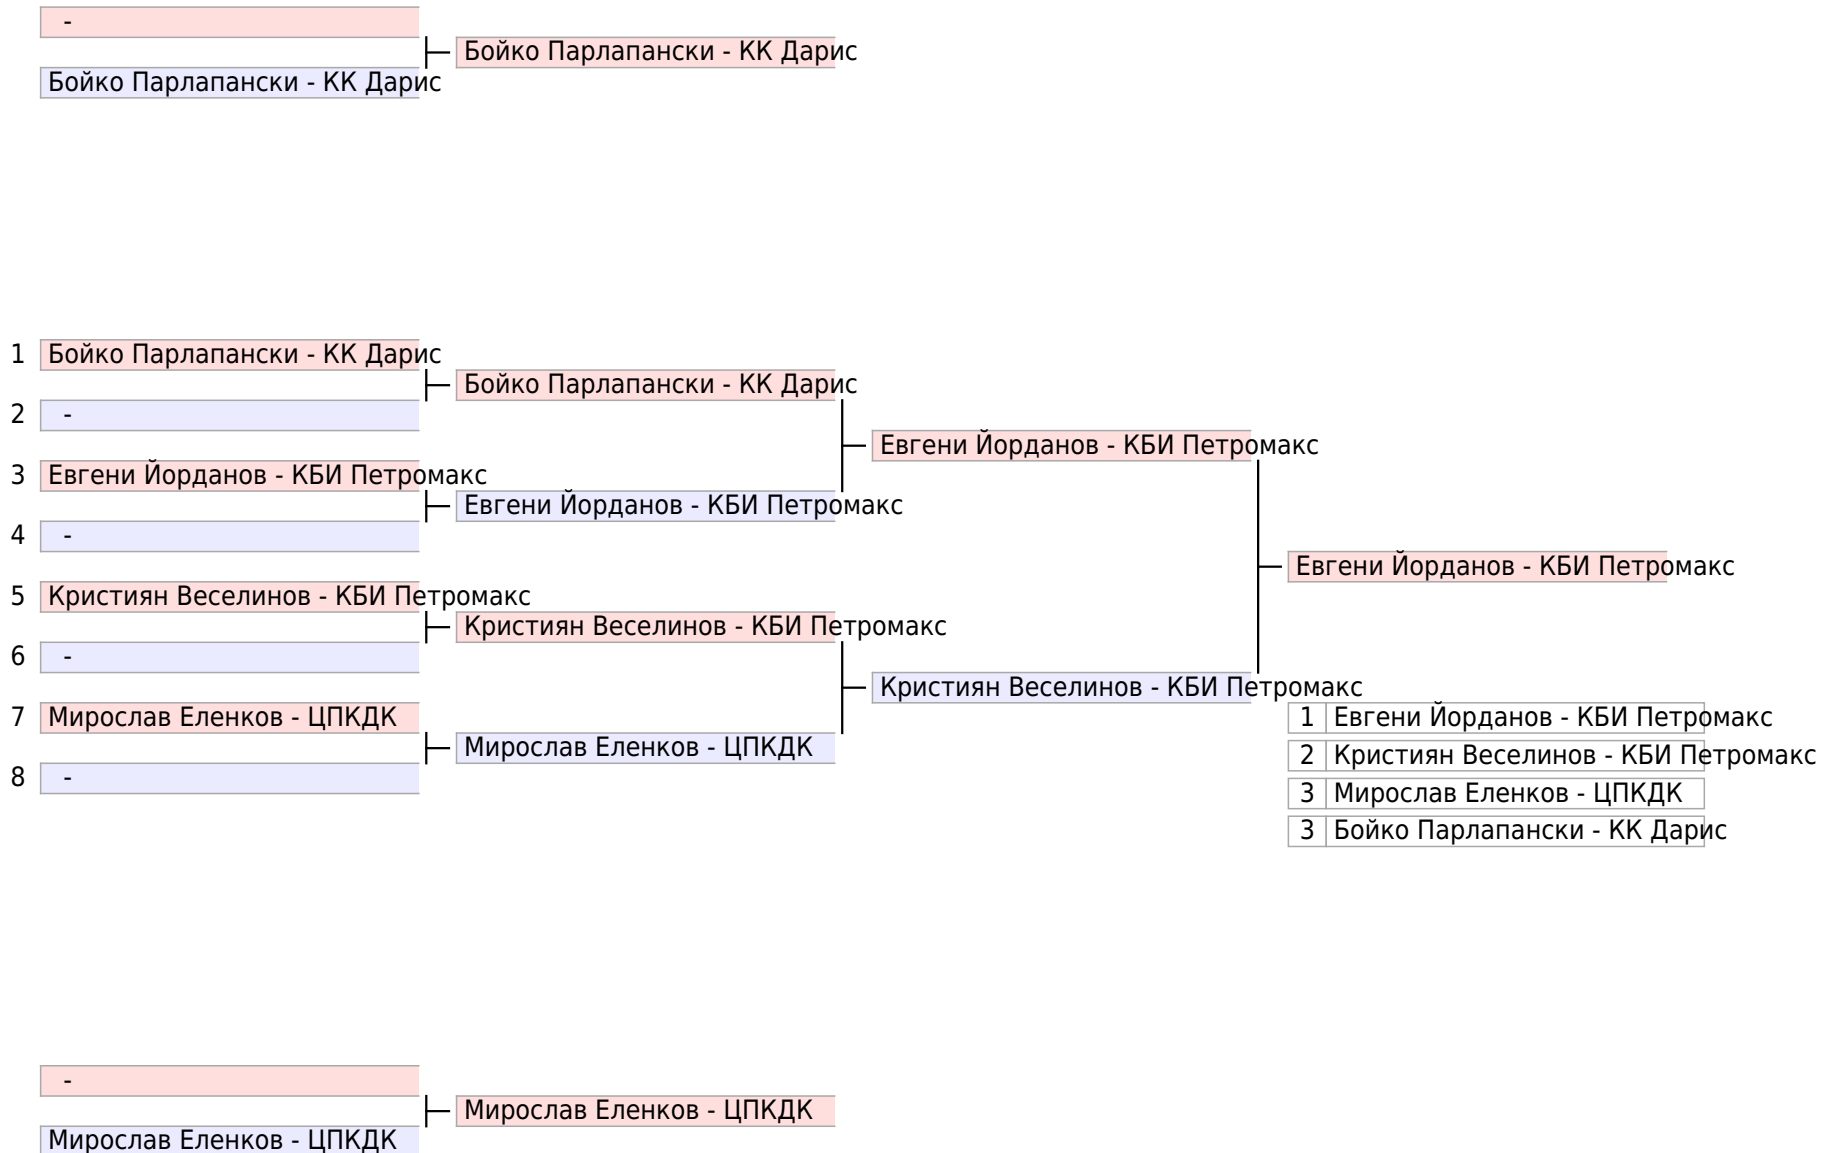 -
Бойко Парлапански - КК Дарис
Бойко Парлапански - КК Дарис
1 Бойко Парлапански - КК Дарис
Бойко Парлапански - КК Дарис
2 -
Евгени Йорданов - КБИ Петромакс
3 Евгени Йорданов - КБИ Петромакс
Евгени Йорданов - КБИ Петромакс
4 -
Евгени Йорданов - КБИ Петромакс
5 Кристиян Веселинов - КБИ Петромакс
Кристиян Веселинов - КБИ Петромакс
6 -
Кристиян Веселинов - КБИ Петромакс
7 Мирослав Еленков - ЦПКДК
Мирослав Еленков - ЦПКДК
8 -
1 Евгени Йорданов - КБИ Петромакс
2 Кристиян Веселинов - КБИ Петромакс
3 Мирослав Еленков - ЦПКДК
3 Бойко Парлапански - КК Дарис
-
Мирослав Еленков - ЦПКДК
Мирослав Еленков - ЦПКДК